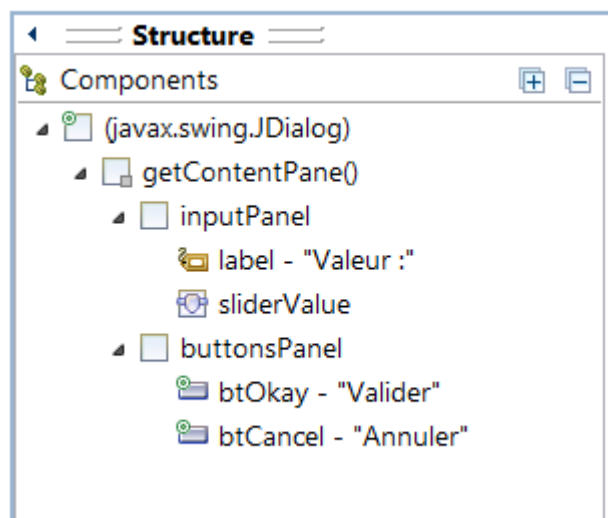 Structure
Components
(javax.swing.JDialog)
getContentPane()
inputPanel
label - "Valeur :"
sliderValue
buttonsPanel
btOkay - "Valider"
btCancel - "Annuler"